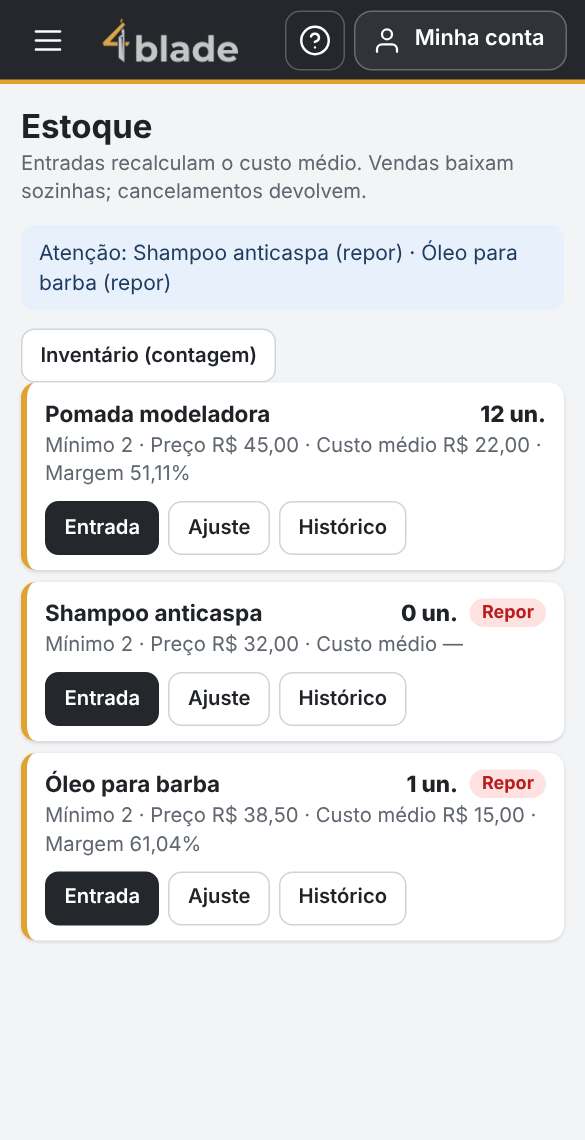 4blade
Minha conta
Estoque
Entradas recalculam o custo médio. Vendas baixam
sozinhas; cancelamentos devolvem.
Atenção: Shampoo anticaspa (repor) · Óleo para
barba (repor)
Inventário (contagem)
Pomada modeladora 12 un.
Mínimo 2 · Preço R$ 45,00 · Custo médio R$ 22,00 ·
Margem 51,11%
Entrada Ajuste Histórico
Shampoo anticaspa 0 un. Repor
Mínimo 2 · Preço R$ 32,00 · Custo médio —
Entrada Ajuste Histórico
Óleo para barba 1 un. Repor
Mínimo 2 · Preço R$ 38,50 · Custo médio R$ 15,00 ·
Margem 61,04%
Entrada Ajuste Histórico